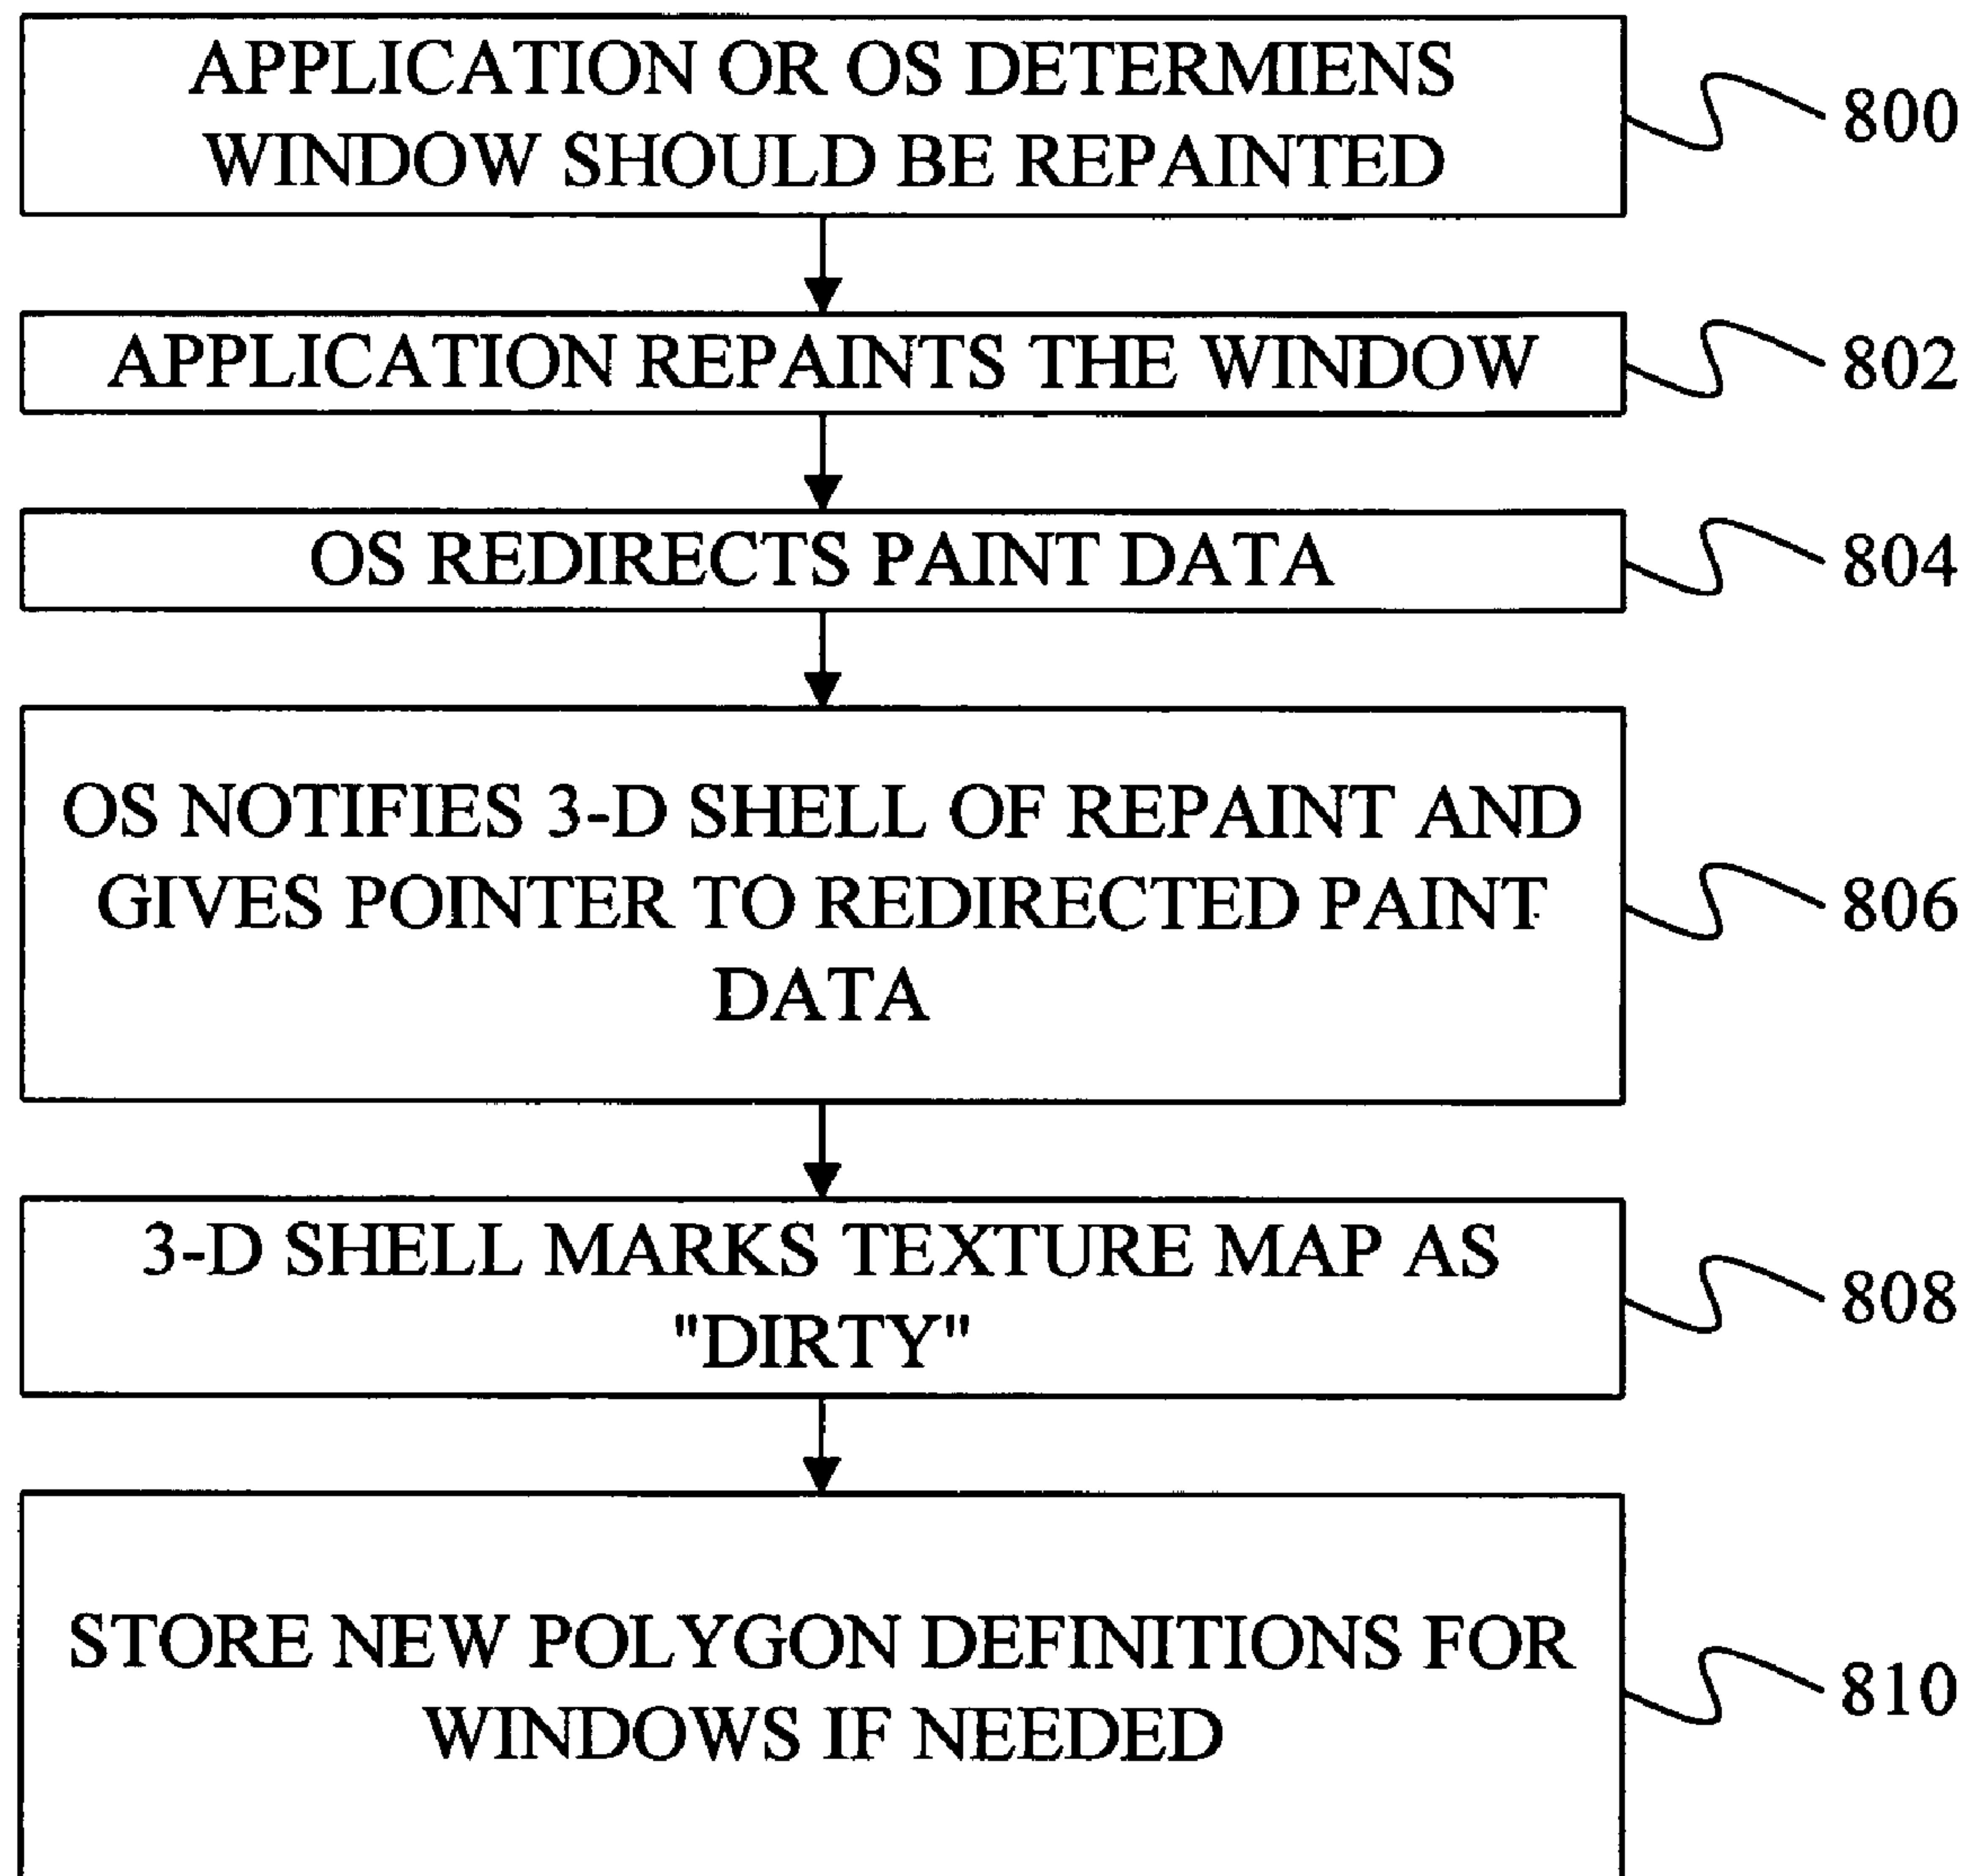 APPLICATION OR OS DETERMIENS
WINDOW SHOULD BE REPAINTED
800
APPLICATION REPAINTS THE WINDOW
802
OS REDIRECTS PAINT DATA
804
OS NOTIFIES 3-D SHELL OF REPAINT AND
GIVES POINTER TO REDIRECTED PAINT
DATA
806
3-D SHELL MARKS TEXTURE MAP AS
"DIRTY"
808
STORE NEW POLYGON DEFINITIONS FOR
WINDOWS IF NEEDED
810